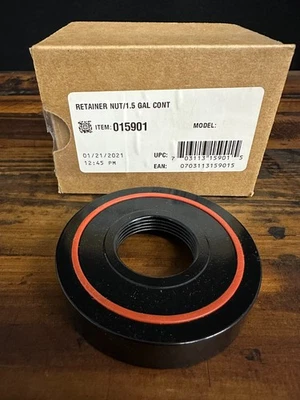 RETAINER NUT/1.5 GAL CONT
ITEM: 015901 MODEL:
01/21/2021 UPC: 7 03113 15901 5
12:45 PM EAN: 0703113159015